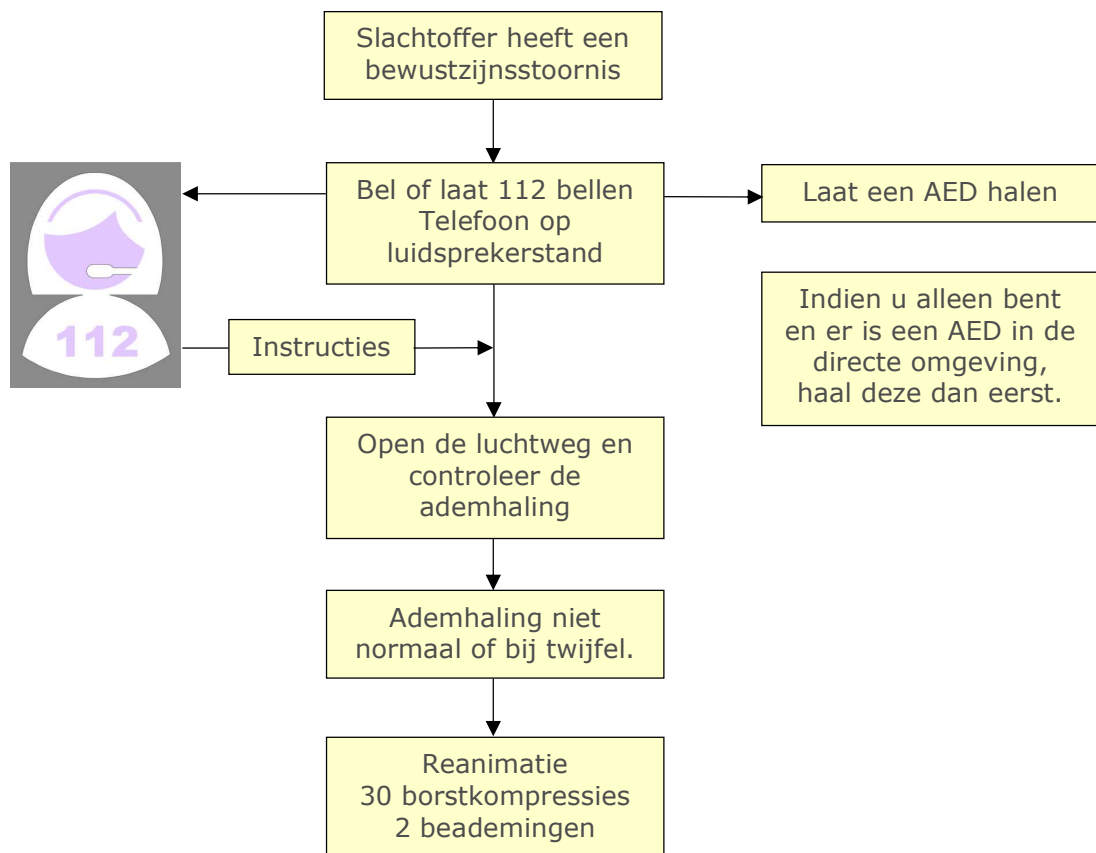 Slachtoffer heeft een
bewustzijnsstoornis
Bel of laat 112 bellen
Telefoon op
luidsprekerstand
Laat een AED halen
Indien u alleen bent
en er is een AED in de
directe omgeving,
haal deze dan eerst.
112
Instructies
Open de luchtweg en
controleer de
ademhaling
Ademhaling niet
normaal of bij twijfel.
Reanimatie
30 borstkompressies
2 beademingen